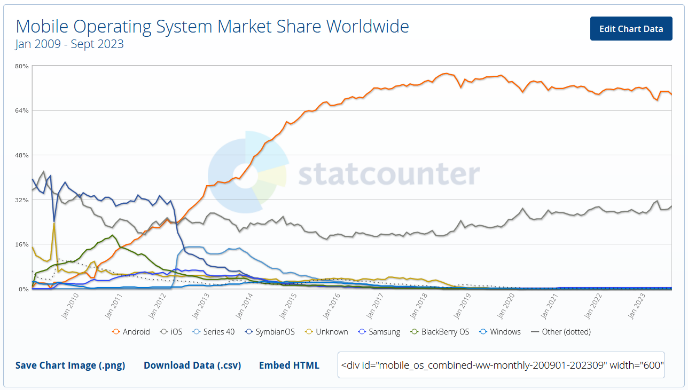 Mobile Operating System Market Share Worldwide
Jan 2009 - Sept 2023
Edit Chart Data
80%
64%
48%
32%
16%
0%
statcounter
Jan 2010
Jan 2011
Jan 2012
Jan 2013
Jan 2014
Jan 2015
Jan 2016
Jan 2017
Jan 2018
Jan 2019
Jan 2020
Jan 2021
Jan 2022
Jan 2023
Android iOS Series 40 SymbianOS Unknown Samsung BlackBerry OS Windows Other (dotted)
Save Chart Image (.png) Download Data (.csv) Embed HTML <div id="mobile_os_combined-ww-monthly-200901-202309" width="600"